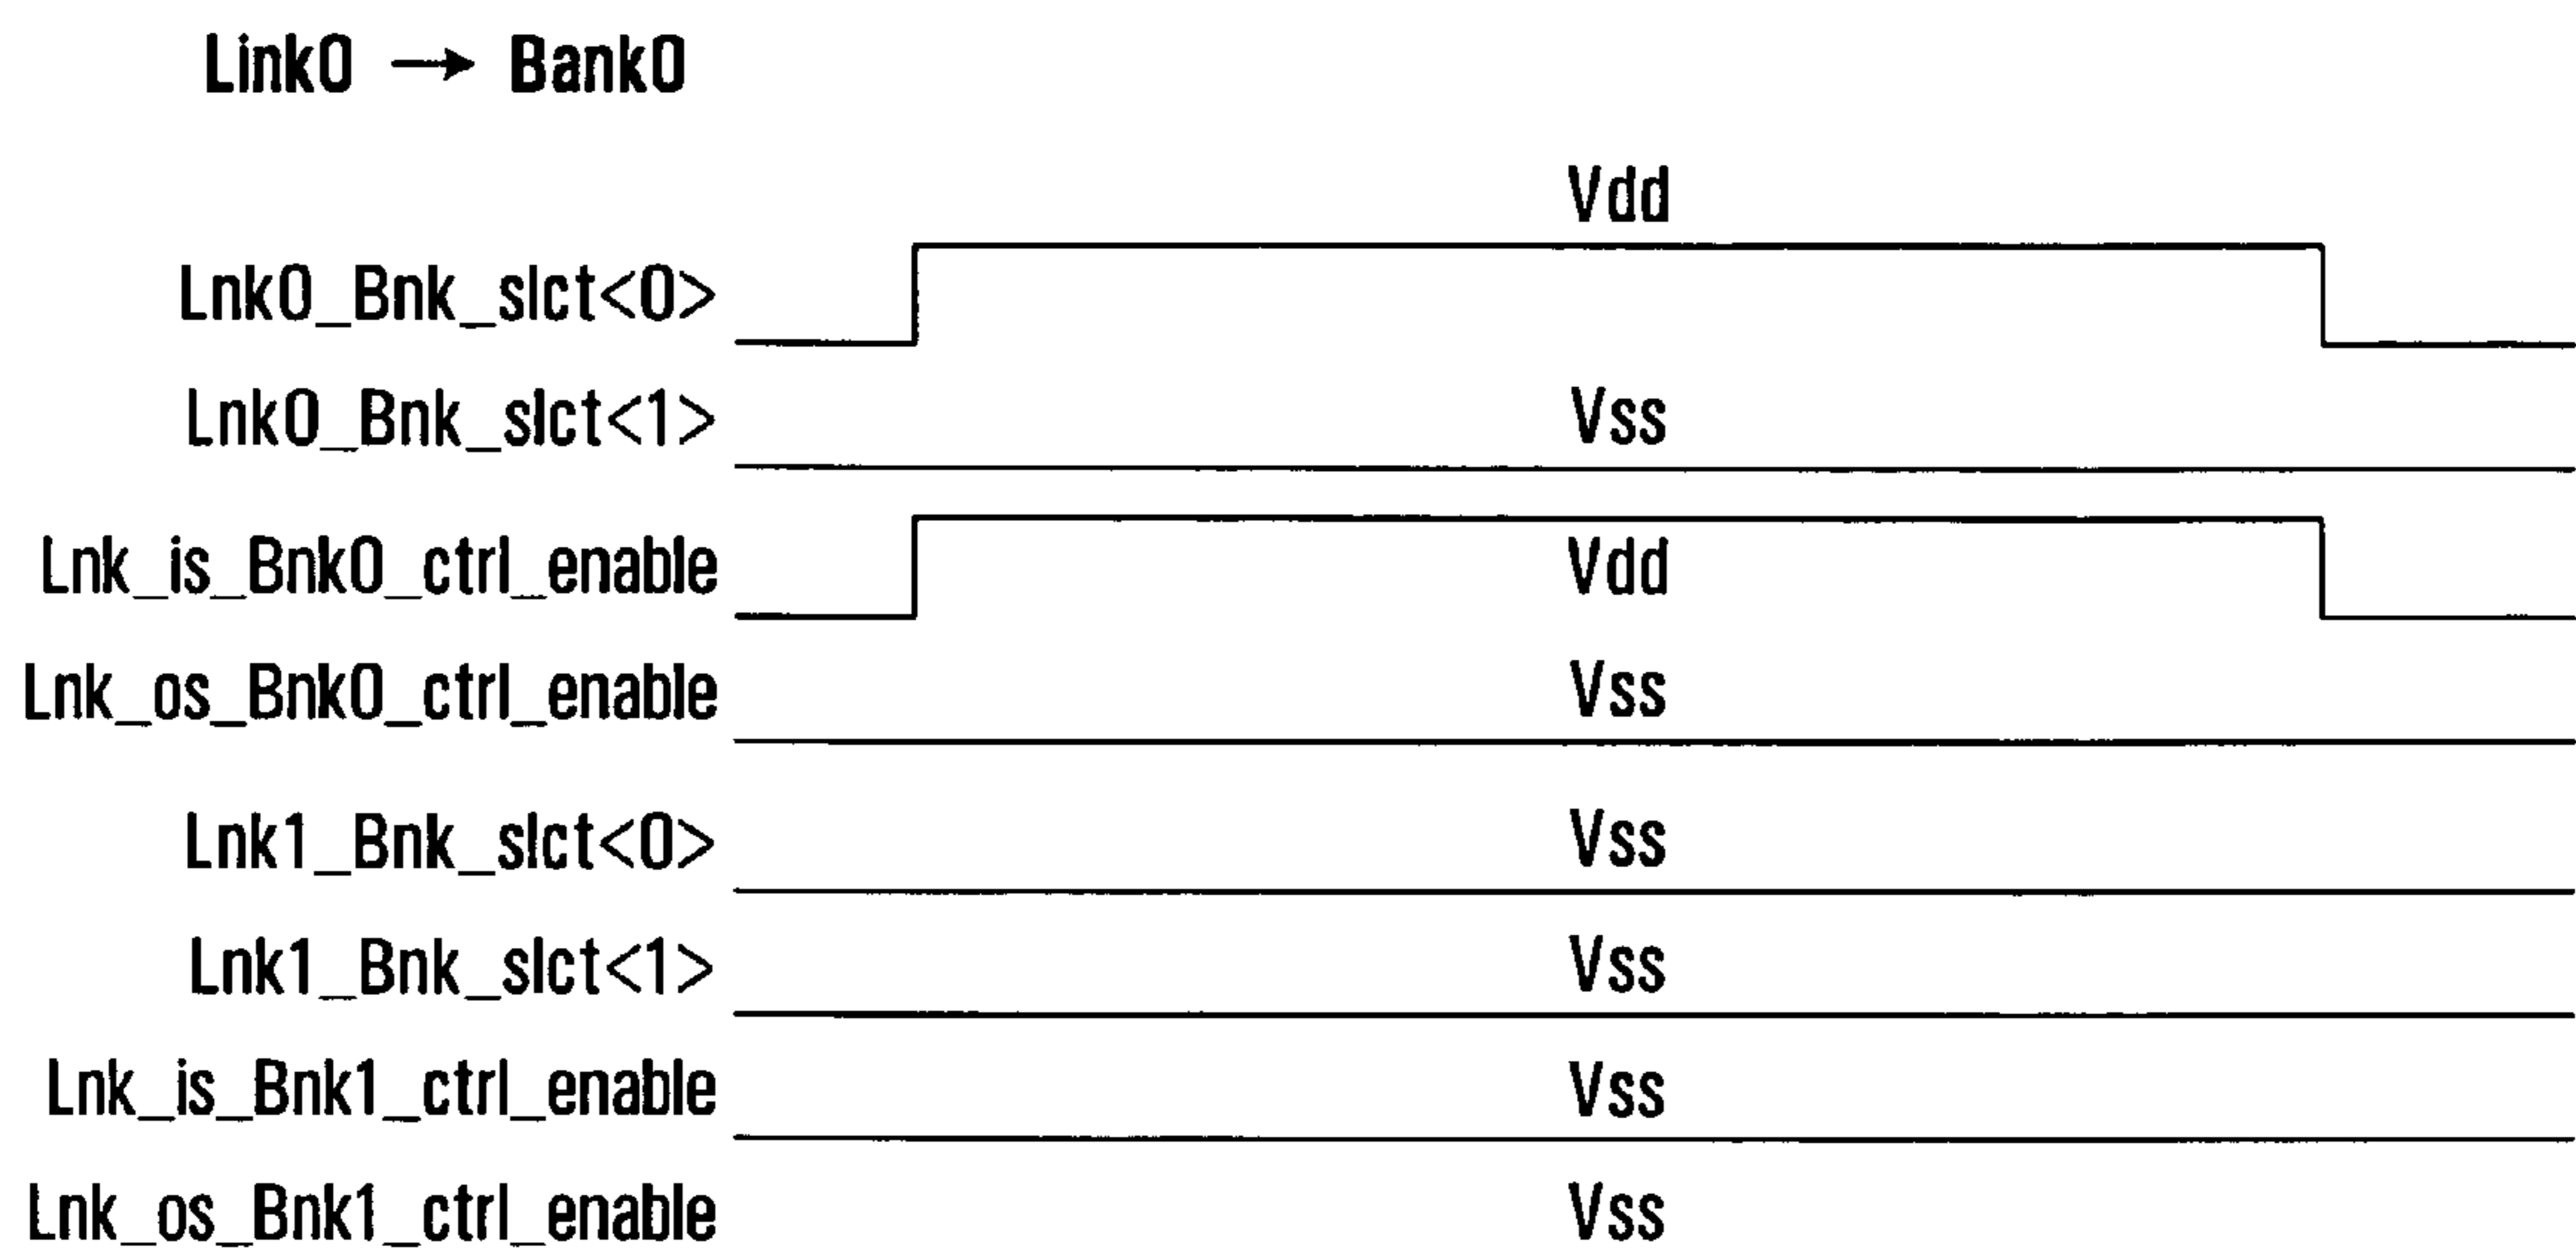 Link0 → Bank0
Vdd
Lnk0_Bnk_slct<0>
Lnk0_Bnk_slct<1> Vss
Lnk_is_Bnk0_ctrl_enable Vdd
Lnk_os_Bnk0_ctrl_enable Vss
Lnk1_Bnk_slct<0> Vss
Lnk1_Bnk_slct<1> Vss
Lnk_is_Bnk1_ctrl_enable Vss
Lnk_os_Bnk1_ctrl_enable Vss